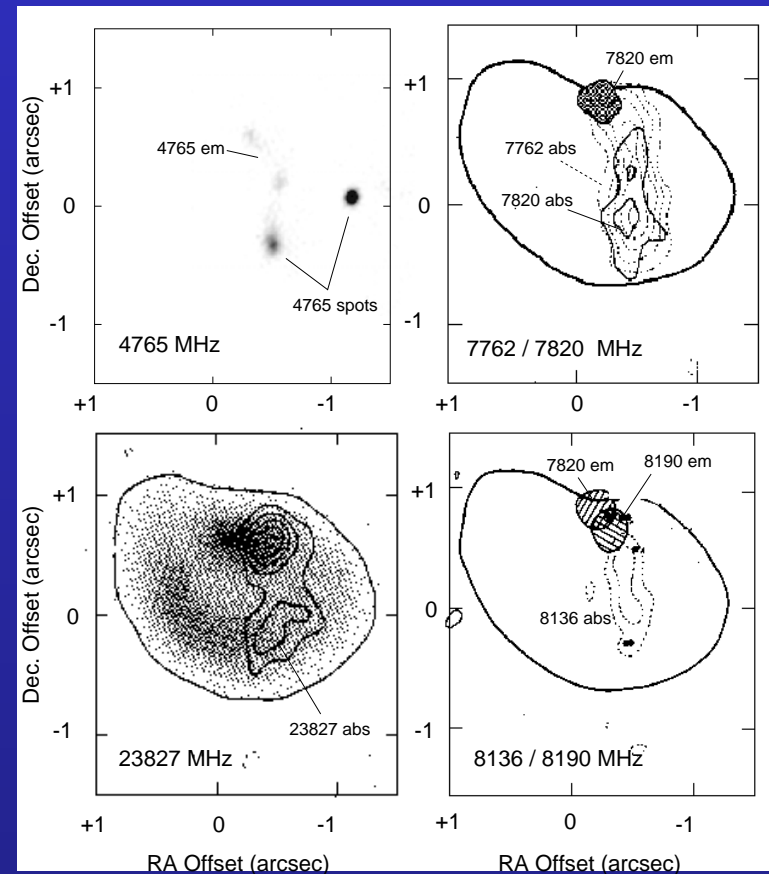 +1
0
-1
Dec. Offset (arcsec)
4765 em
4765 spots
4765 MHz
+1
0
-1
+1
0
-1
7820 em
7762 abs
7820 abs
7762 / 7820 MHz
+1
0
-1
+1
0
-1
Dec. Offset (arcsec)
23827 abs
23827 MHz
+1
0
-1
RA Offset (arcsec)
+1
0
-1
7820 em
8190 em
8136 abs
8136 / 8190 MHz
+1
0
-1
RA Offset (arcsec)